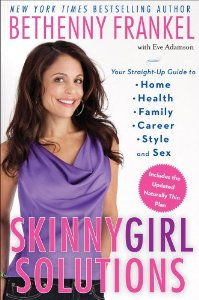 NEW YORK TIMES BESTSELLING AUTHOR
BETHENNY FRANKEL
with Eve Adamson
Your Straight-Up Guide to
• Home
• Health
• Family
• Career
• Style
and Sex
Includes the
Updated
Naturally Thin
Plan
SKINNYGIRL
SOLUTIONS